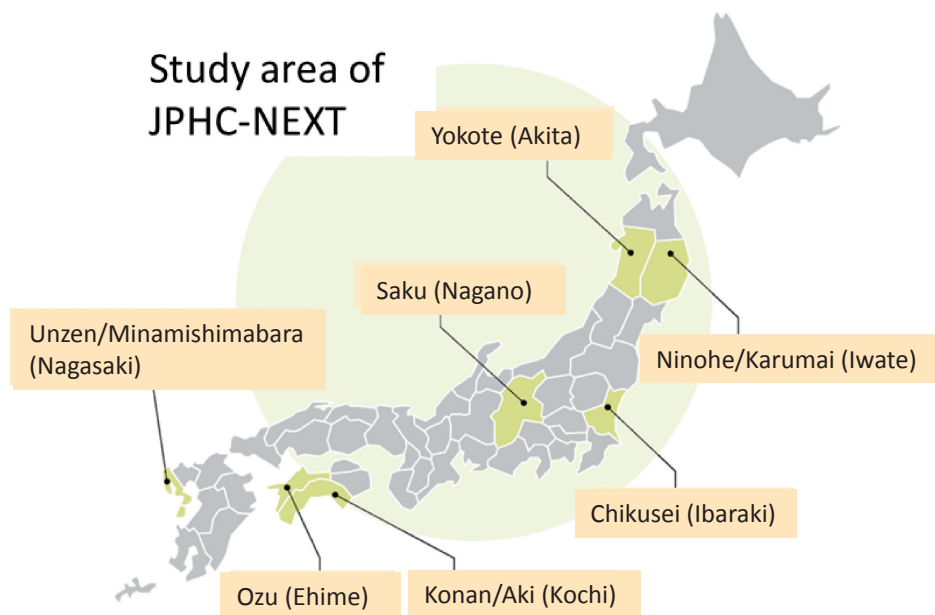 Study area of
JPHC-NEXT
Yokote (Akita)
Saku (Nagano)
Unzen/Minamishimabara
(Nagasaki)
Ninohe/Karumai (Iwate)
Chikusei (Ibaraki)
Ozu (Ehime)
Konan/Aki (Kochi)